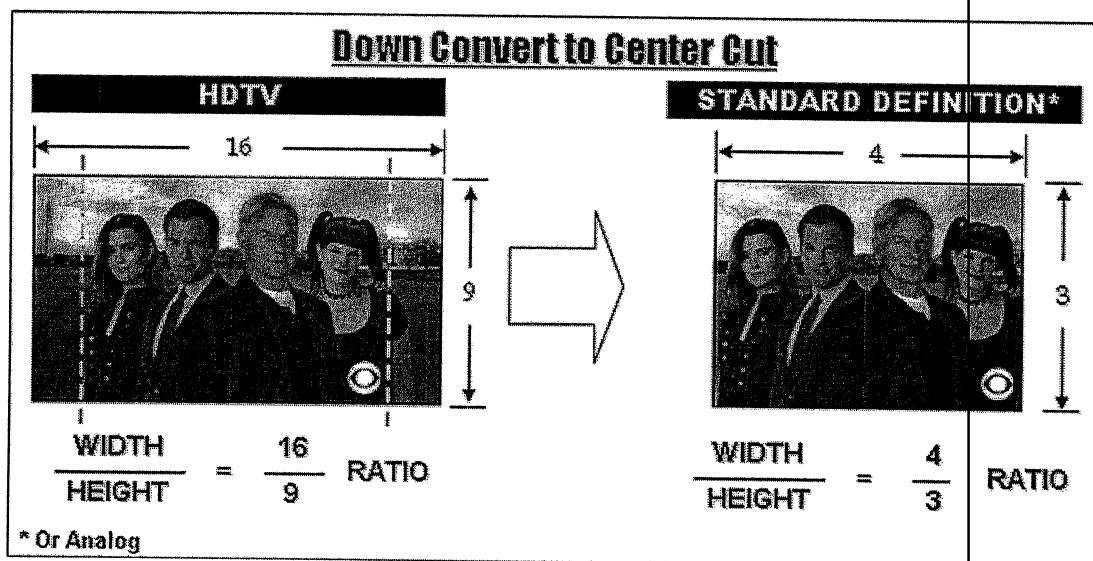 Down Convert to Center Cut
HDTV
16
9
WIDTH
HEIGHT
=
16
9
RATIO
STANDARD DEFINITION*
4
3
WIDTH
HEIGHT
=
4
3
RATIO
* Or Analog